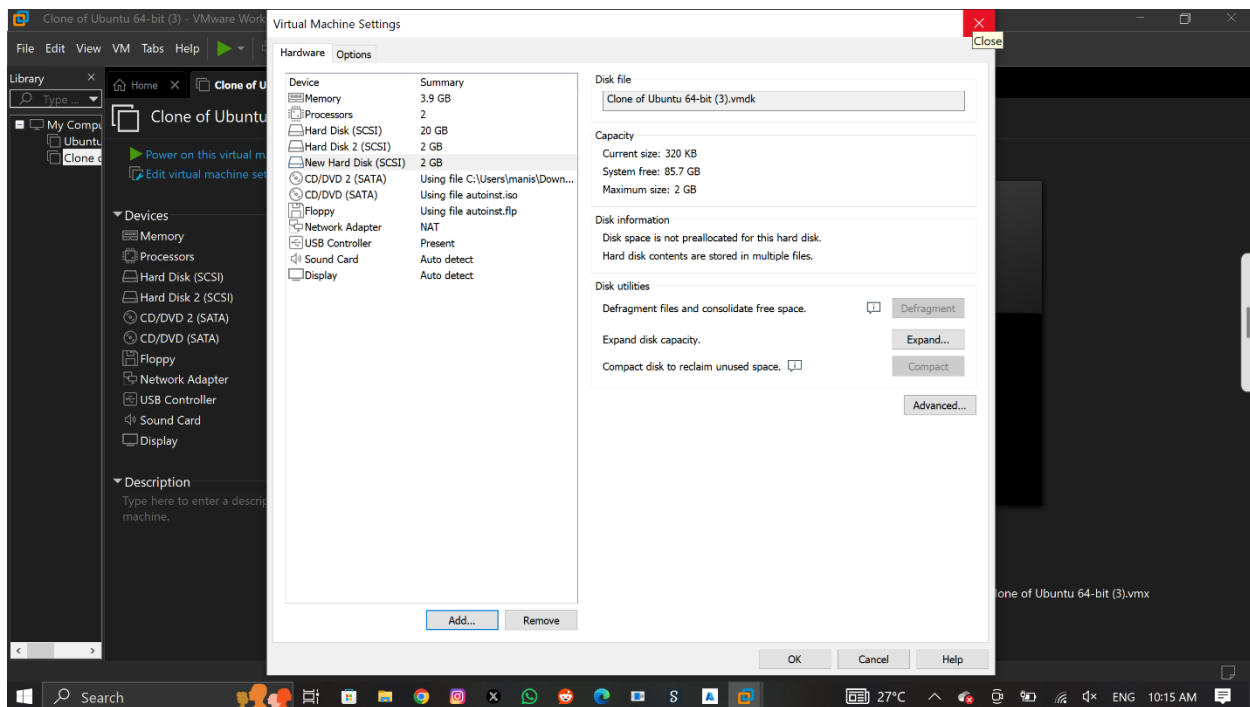 Clone of Ubuntu 64-bit (3) - VMware Work
Virtual Machine Settings
Close
File Edit View VM Tabs Help
Hardware Options
Library
Type ...
Home
Clone of U
My Compu
Ubuntu
Clone o
Clone of Ubuntu
Power on this virtual m
Edit virtual machine set
Devices
Memory
Processors
Hard Disk (SCSI)
Hard Disk 2 (SCSI)
CD/DVD 2 (SATA)
CD/DVD (SATA)
Floppy
Network Adapter
USB Controller
Sound Card
Display
Description
Type here to enter a descrip
machine.
Device Summary
Memory 3.9 GB
Processors 2
Hard Disk (SCSI) 20 GB
Hard Disk 2 (SCSI) 2 GB
New Hard Disk (SCSI) 2 GB
CD/DVD 2 (SATA) Using file C:\Users\manis\Down...
CD/DVD (SATA) Using file autoinst.iso
Floppy Using file autoinst.flp
Network Adapter NAT
USB Controller Present
Sound Card Auto detect
Display Auto detect
Add... Remove
Disk file
Clone of Ubuntu 64-bit (3).vmdk
Capacity
Current size: 320 KB
System free: 85.7 GB
Maximum size: 2 GB
Disk information
Disk space is not preallocated for this hard disk.
Hard disk contents are stored in multiple files.
Disk utilities
Defragment files and consolidate free space. Defragment
Expand disk capacity. Expand...
Compact disk to reclaim unused space. Compact
Advanced...
lone of Ubuntu 64-bit (3).vmx
OK Cancel Help
Search
27°C
ENG 10:15 AM